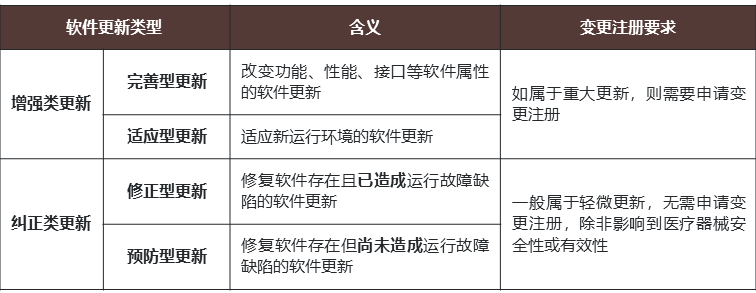 软件更新类型
含义
变更注册要求
增强类更新
完善型更新
改变功能、性能、接口等软件属性
的软件更新
如属于重大更新，则需要申请变
更注册
适应型更新
适应新运行环境的软件更新
纠正类更新
修正型更新
修复软件存在且已造成运行故障缺
陷的软件更新
一般属于轻微更新，无需申请变
更注册，除非影响到医疗器械安
全性或有效性
预防型更新
修复软件存在但尚未造成运行故障
缺陷的软件更新